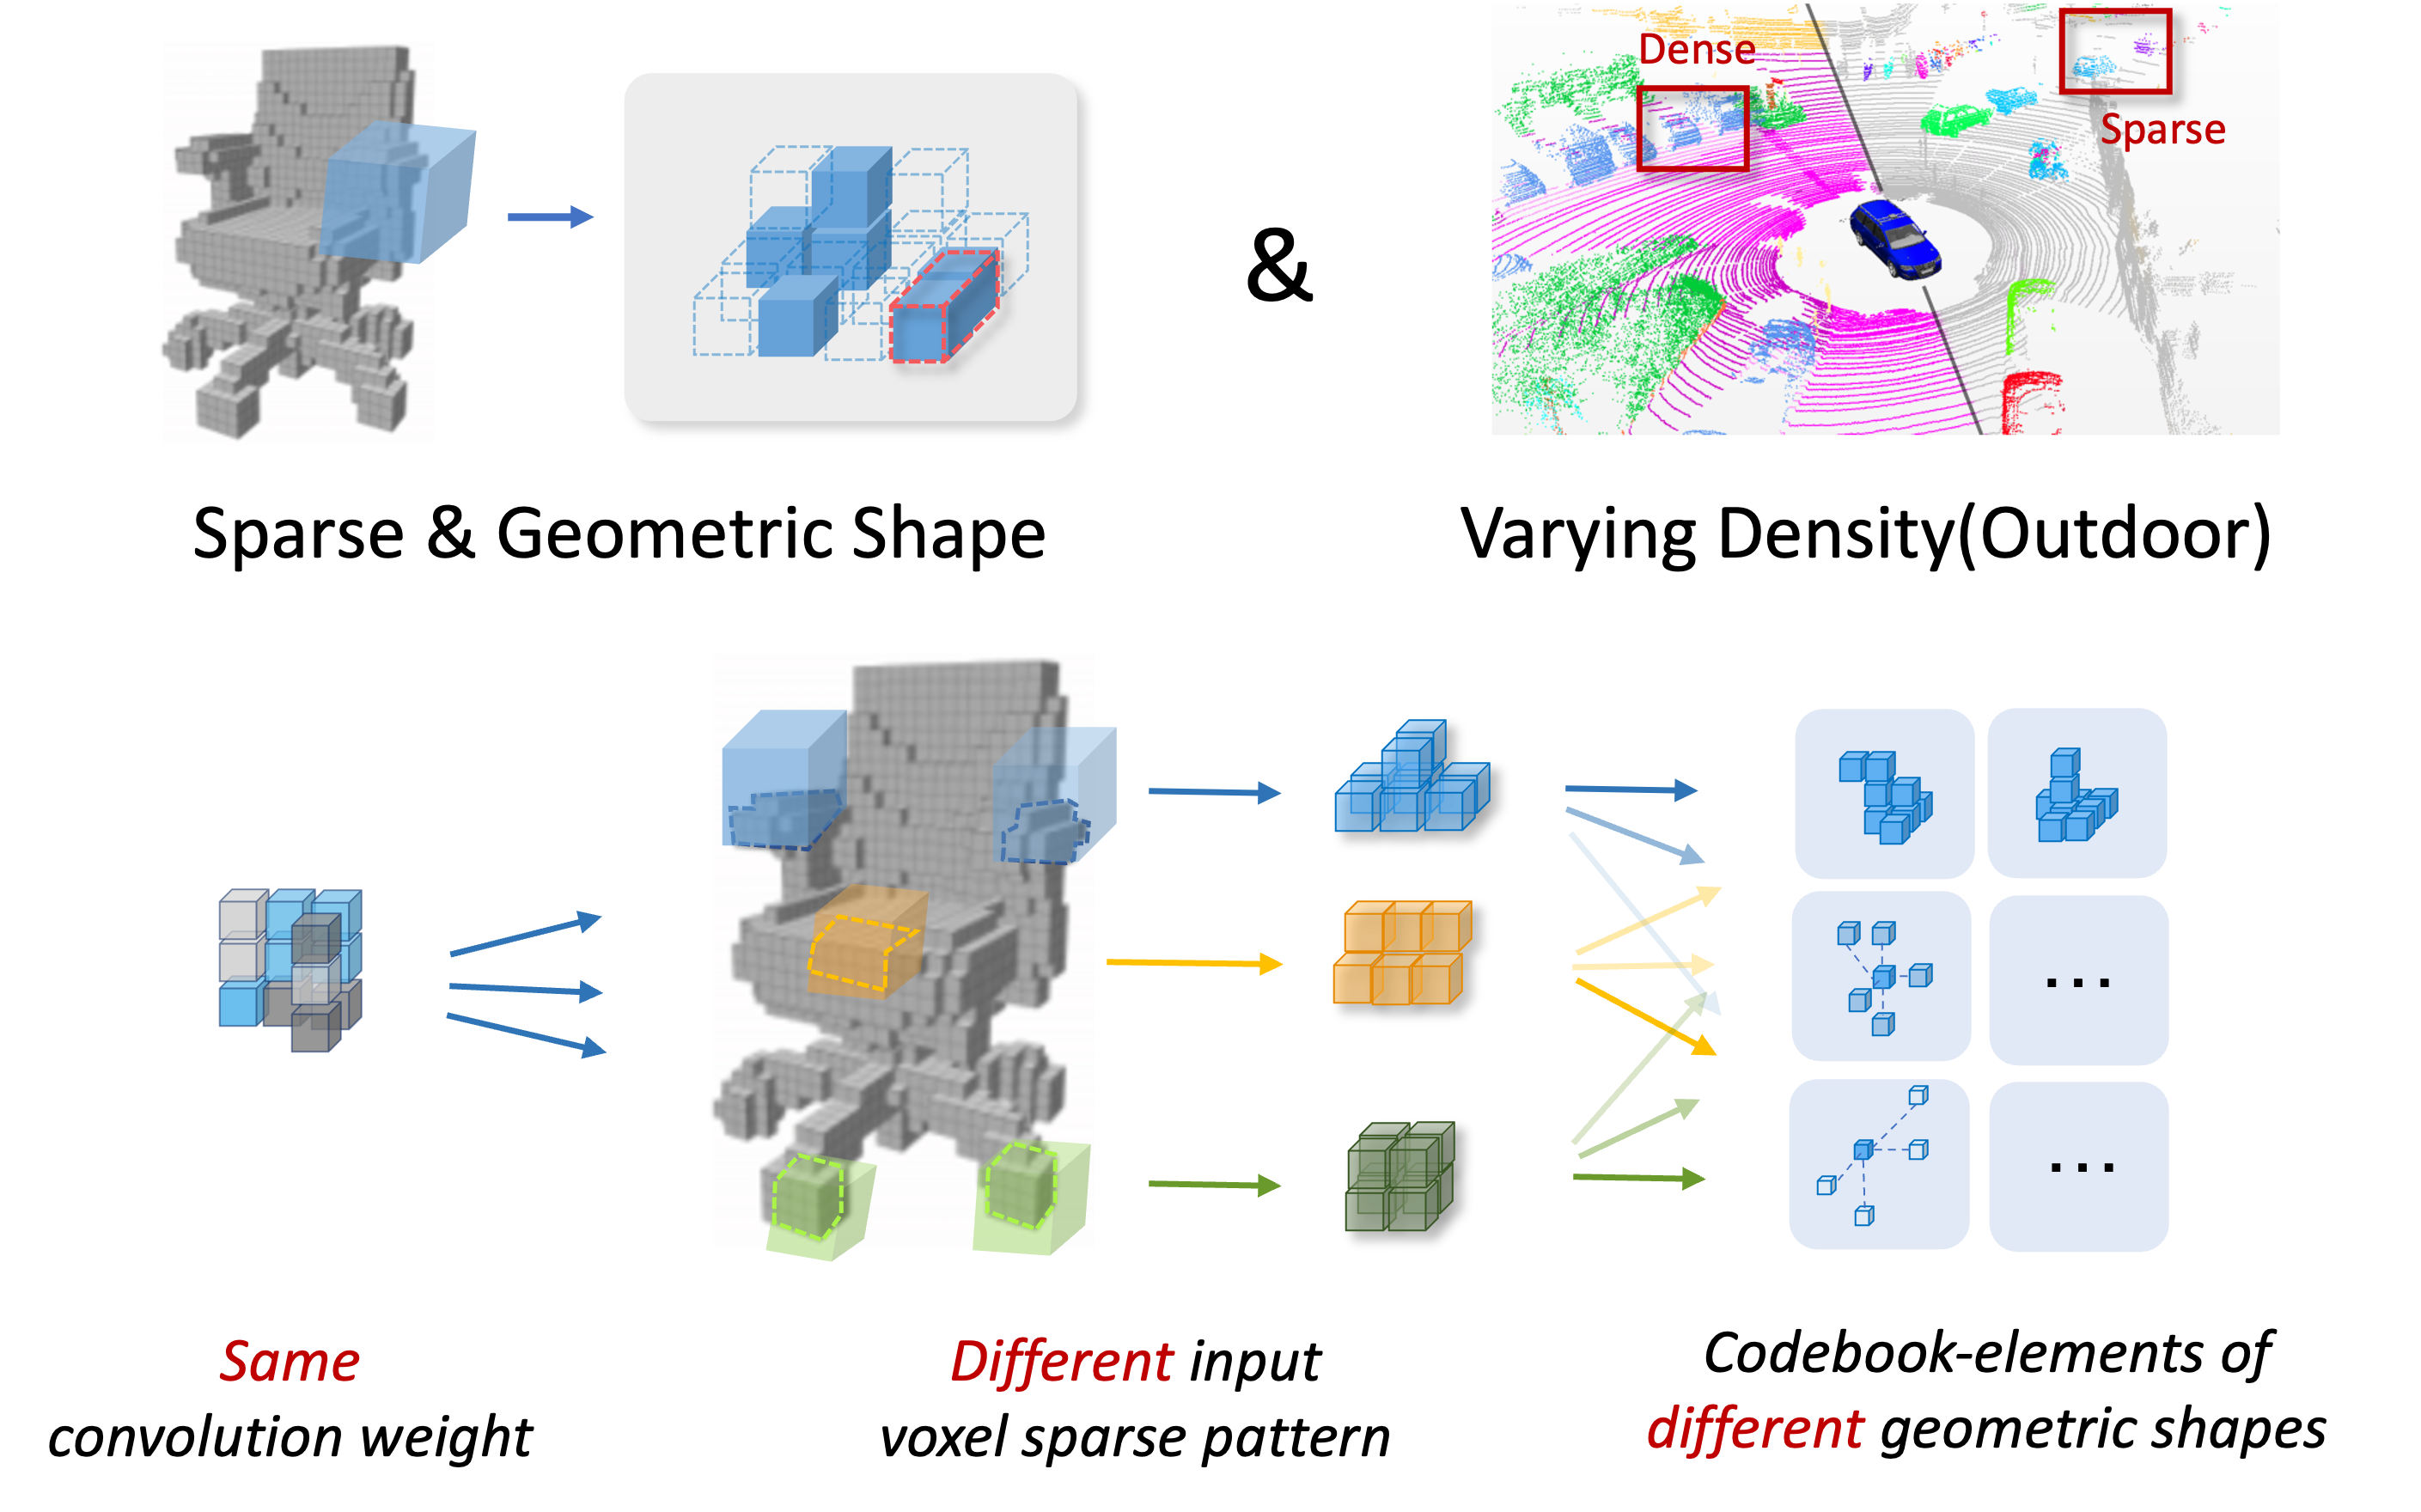 Dense
Sparse
&
Sparse & Geometric Shape
Varying Density(Outdoor)
...
...
Same
convolution weight
Different input
voxel sparse pattern
Codebook-elements of
different geometric shapes